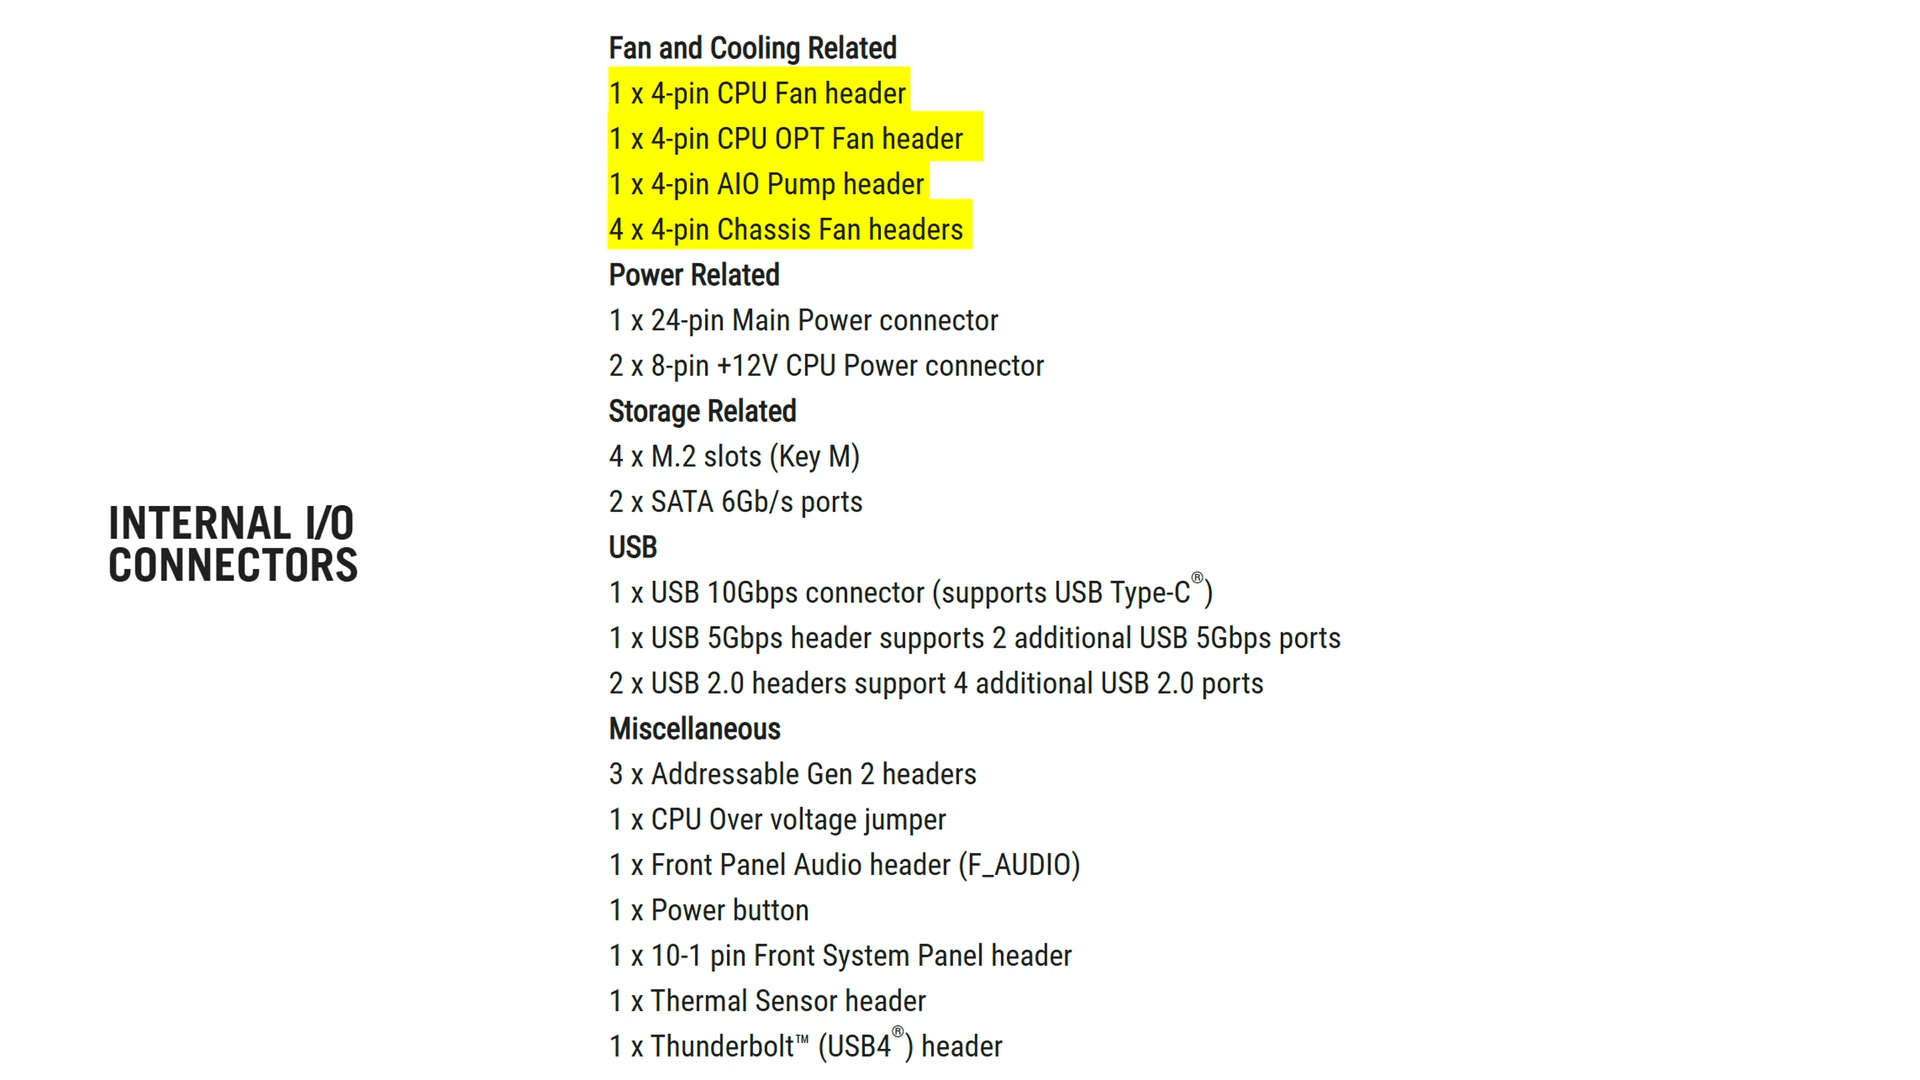 INTERNAL I/O
CONNECTORS
Fan and Cooling Related
1 x 4-pin CPU Fan header
1 x 4-pin CPU OPT Fan header
1 x 4-pin AIO Pump header
4 x 4-pin Chassis Fan headers
Power Related
1 x 24-pin Main Power connector
2 x 8-pin +12V CPU Power connector
Storage Related
4 x M.2 slots (Key M)
2 x SATA 6Gb/s ports
USB
1 x USB 10Gbps connector (supports USB Type-C®)
1 x USB 5Gbps header supports 2 additional USB 5Gbps ports
2 x USB 2.0 headers support 4 additional USB 2.0 ports
Miscellaneous
3 x Addressable Gen 2 headers
1 x CPU Over voltage jumper
1 x Front Panel Audio header (F_AUDIO)
1 x Power button
1 x 10-1 pin Front System Panel header
1 x Thermal Sensor header
1 x Thunderbolt™ (USB4®) header